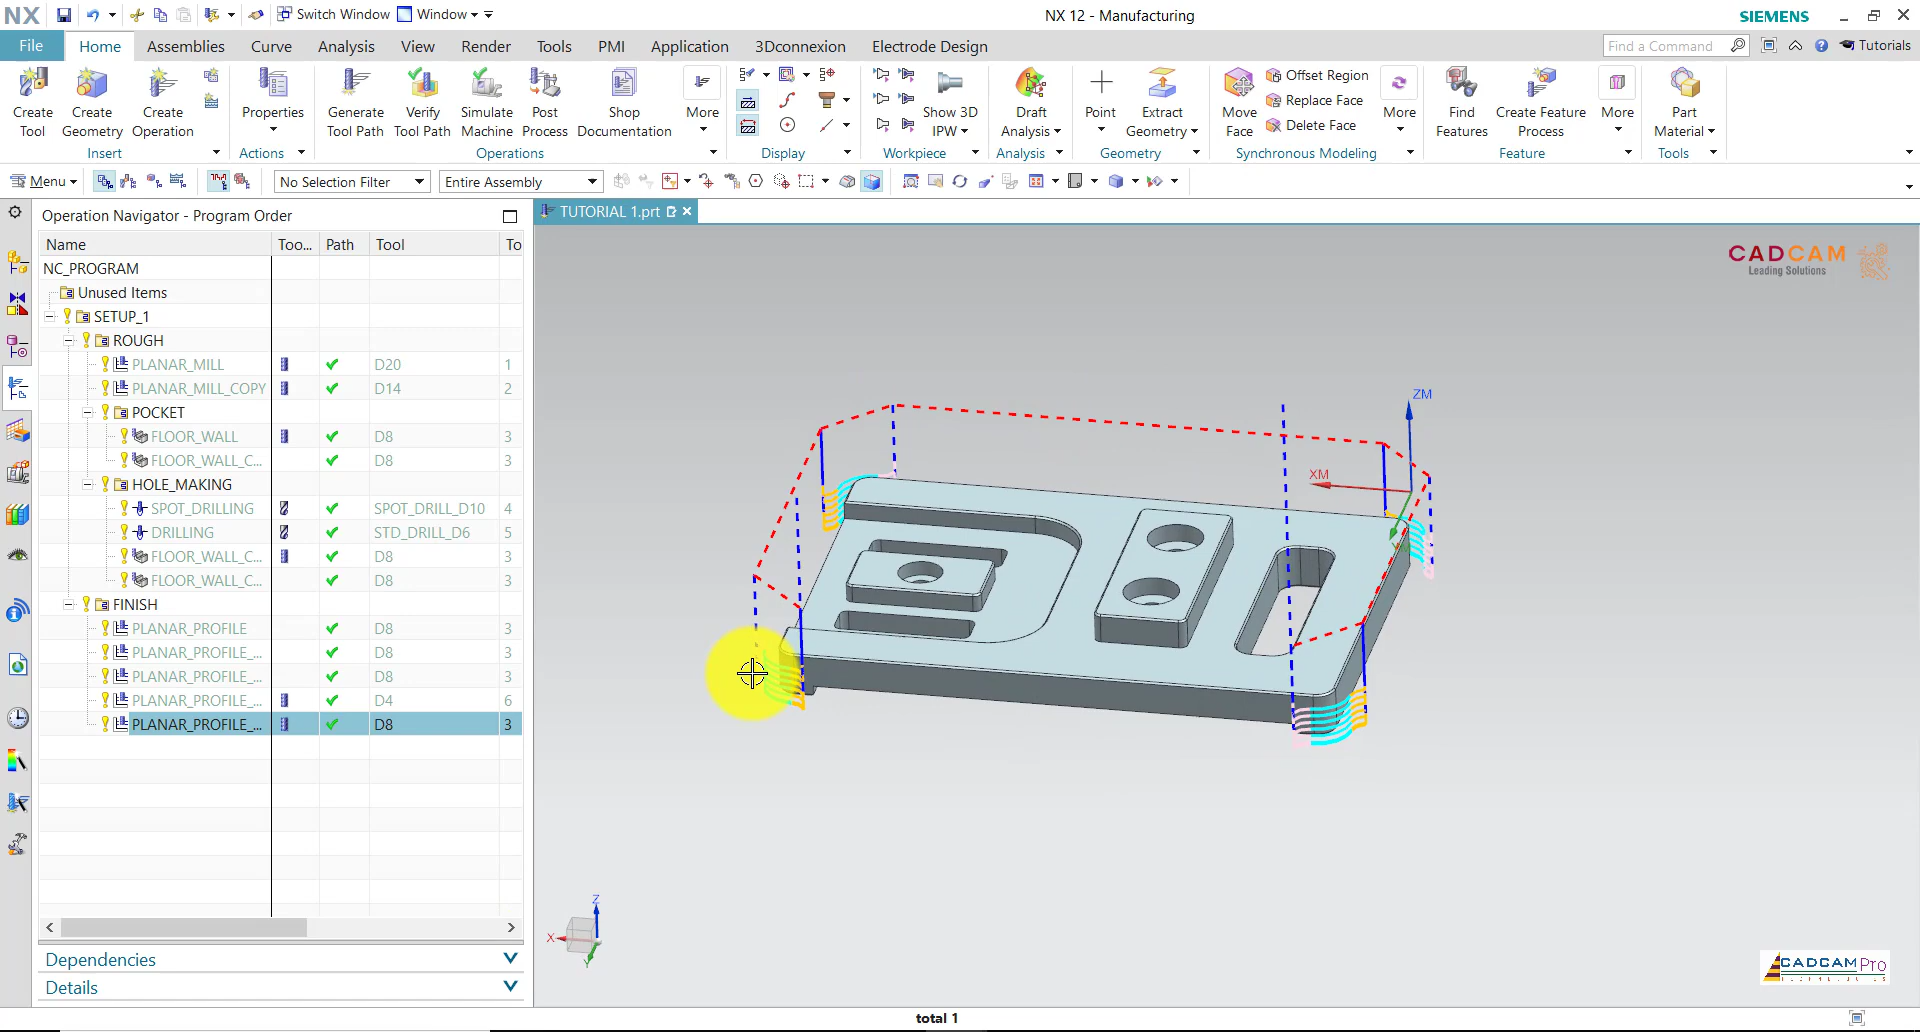 NX
Switch Window
Window
NX 12 - Manufacturing
SIEMENS
File
Home
Assemblies
Curve
Analysis
View
Render
Tools
PMI
Application
3Dconnexion
Electrode Design
Find a Command
Tutorials
Create Tool
Create Geometry
Create Operation
Properties
Generate Tool Path
Verify Tool Path
Simulate Machine
Post Process
Shop Documentation
More
Show 3D IPW
Draft Analysis
Point
Extract Geometry
Move Face
Offset Region
Replace Face
Delete Face
More
Find Features
Create Feature Process
More
Part Material
Insert
Actions
Operations
Display
Workpiece
Analysis
Geometry
Synchronous Modeling
Feature
Tools
Menu
No Selection Filter
Entire Assembly
Operation Navigator - Program Order
TUTORIAL 1.prt
Name Too... Path Tool To
NC_PROGRAM
Unused Items
SETUP_1
ROUGH
PLANAR_MILL D20 1
PLANAR_MILL_COPY D14 2
POCKET
FLOOR_WALL D8 3
FLOOR_WALL_C... D8 3
HOLE_MAKING
SPOT_DRILLING SPOT_DRILL_D10 4
DRILLING STD_DRILL_D6 5
FLOOR_WALL_C... D8 3
FLOOR_WALL_C... D8 3
FINISH
PLANAR_PROFILE D8 3
PLANAR_PROFILE_... D8 3
PLANAR_PROFILE_... D8 3
PLANAR_PROFILE_... D4 6
PLANAR_PROFILE_... D8 3
Dependencies
Details
CADCAM
Leading Solutions
ZM
XM
Z
X
Y
CADCAM Pro
total 1